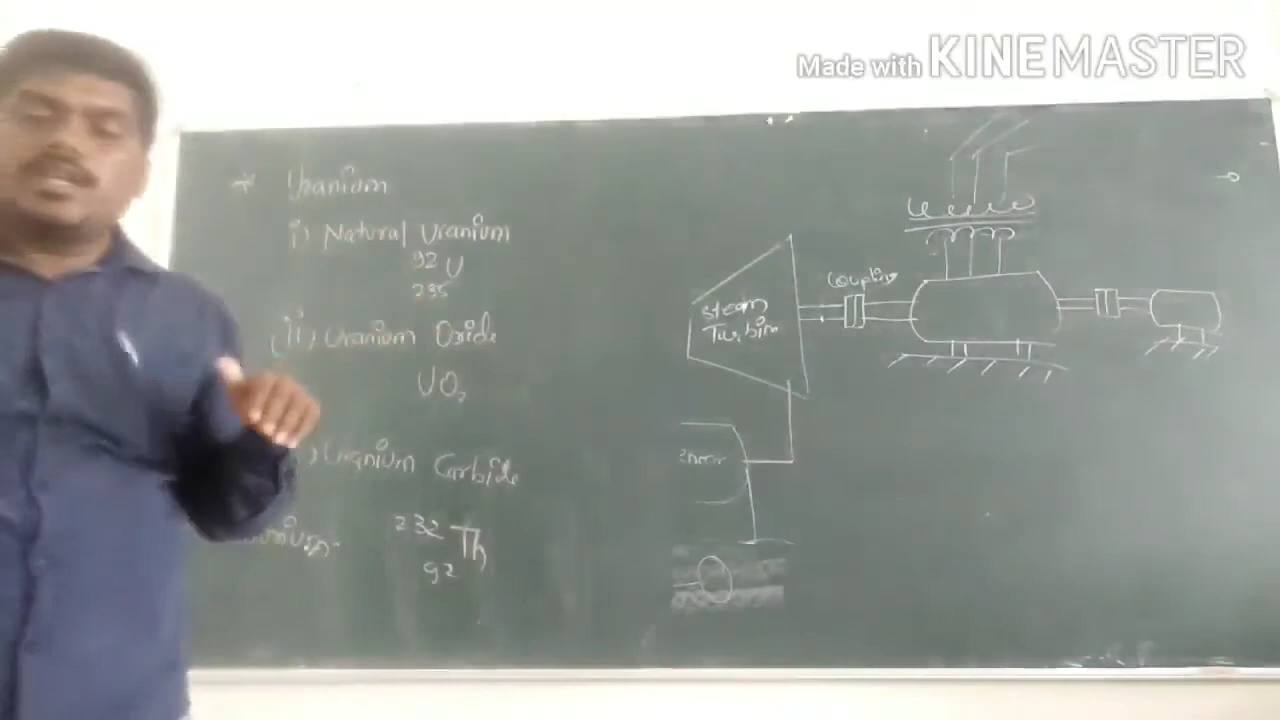 Made with KINEMASTER
* Uranium
i) Natural Uranium
92 U
235
ii) Uranium Oxide
UO2
) Uranium Carbide
232 Th
92
Coupling
Steam
Turbin